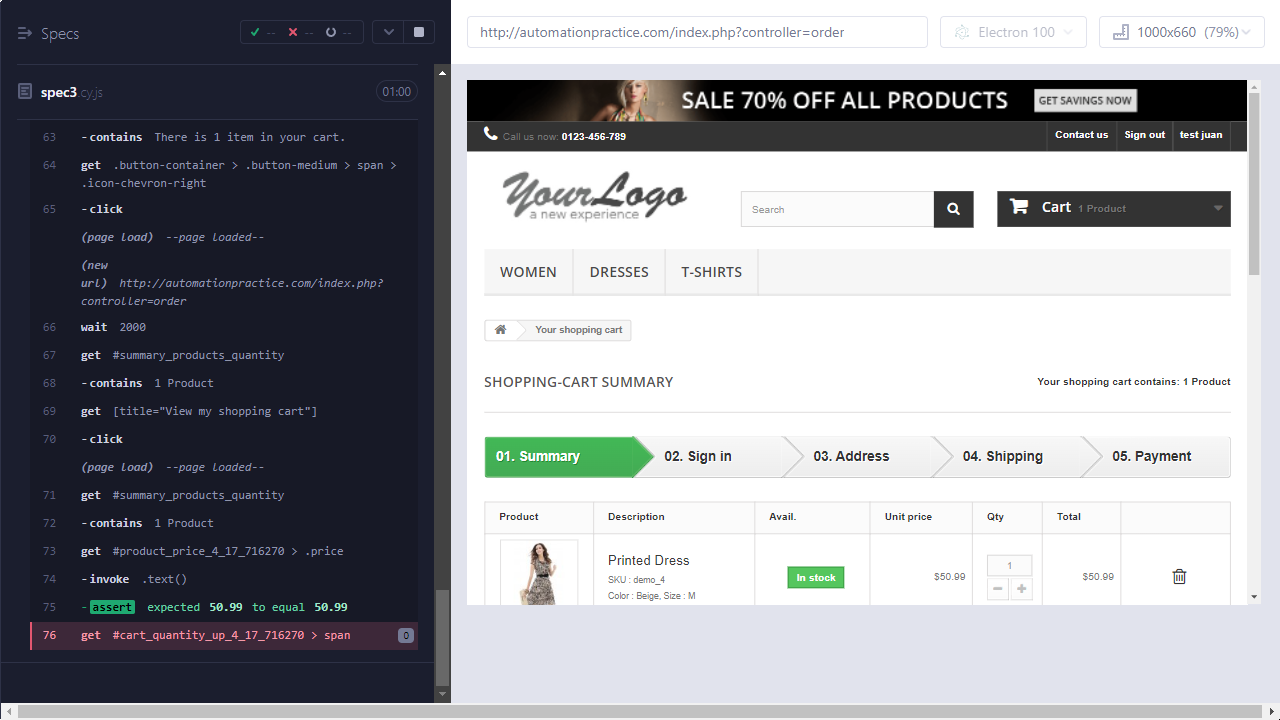 Specs
-- -- --
spec3.cy.js
01:00
63 -contains There is 1 item in your cart.
64 get .button-container > .button-medium > span >
.icon-chevron-right
65 -click
(page load) --page loaded--
(new
url) http://automationpractice.com/index.php?
controller=order
66 wait 2000
67 get #summary_products_quantity
68 -contains 1 Product
69 get [title="View my shopping cart"]
70 -click
(page load) --page loaded--
71 get #summary_products_quantity
72 -contains 1 Product
73 get #product_price_4_17_716270 > .price
74 -invoke .text()
75 -assert expected 50.99 to equal 50.99
76 get #cart_quantity_up_4_17_716270 > span 0
http://automationpractice.com/index.php?controller=order
Electron 100
1000x660 (79%)
SALE 70% OFF ALL PRODUCTS GET SAVINGS NOW
Call us now: 0123-456-789
Contact us Sign out test juan
YourLogo
a new experience
Search
Cart 1 Product
WOMEN DRESSES T-SHIRTS
Your shopping cart
SHOPPING-CART SUMMARY
Your shopping cart contains: 1 Product
01. Summary 02. Sign in 03. Address 04. Shipping 05. Payment
Product Description Avail. Unit price Qty Total
Printed Dress
SKU : demo_4
Color : Beige, Size : M
In stock
$50.99
1
$50.99